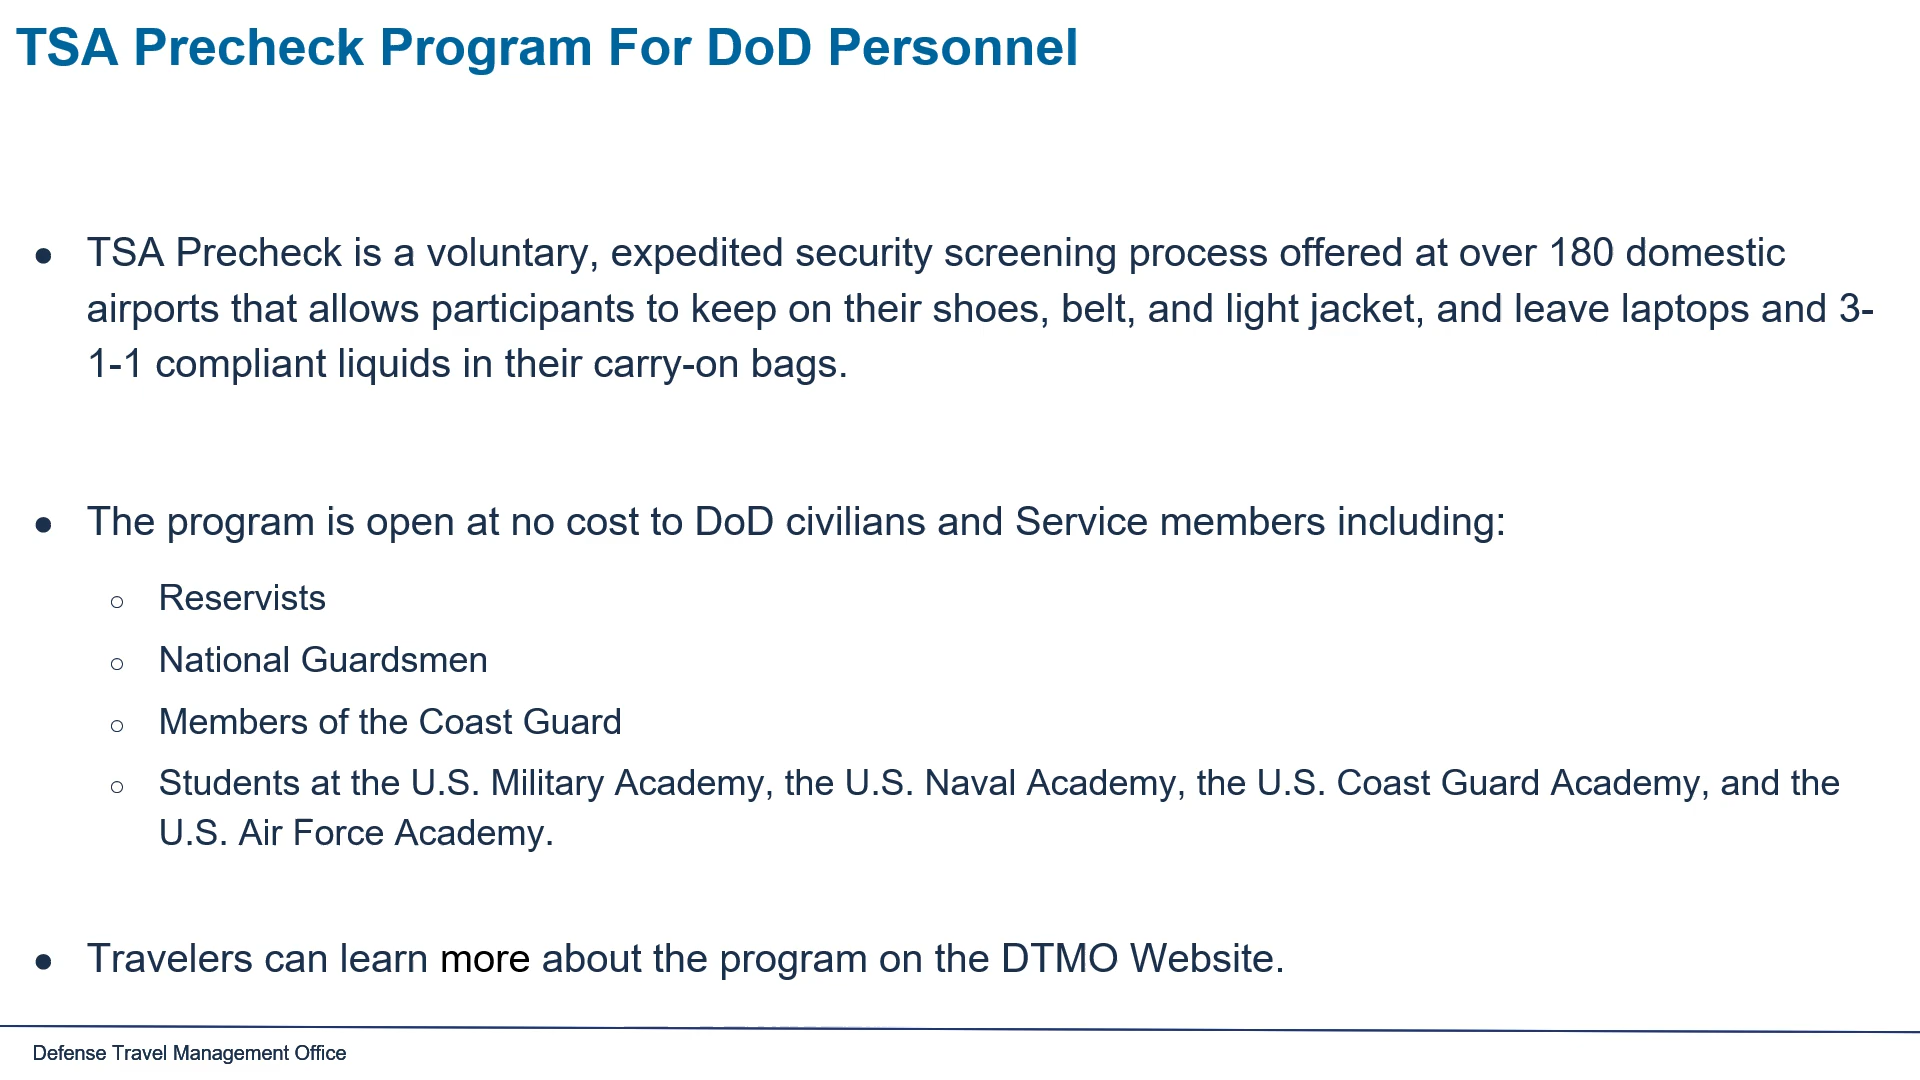 TSA Precheck Program For DoD Personnel
● TSA Precheck is a voluntary, expedited security screening process offered at over 180 domestic
airports that allows participants to keep on their shoes, belt, and light jacket, and leave laptops and 3-
1-1 compliant liquids in their carry-on bags.
● The program is open at no cost to DoD civilians and Service members including:
○ Reservists
○ National Guardsmen
○ Members of the Coast Guard
○ Students at the U.S. Military Academy, the U.S. Naval Academy, the U.S. Coast Guard Academy, and the
U.S. Air Force Academy.
● Travelers can learn more about the program on the DTMO Website.
Defense Travel Management Office